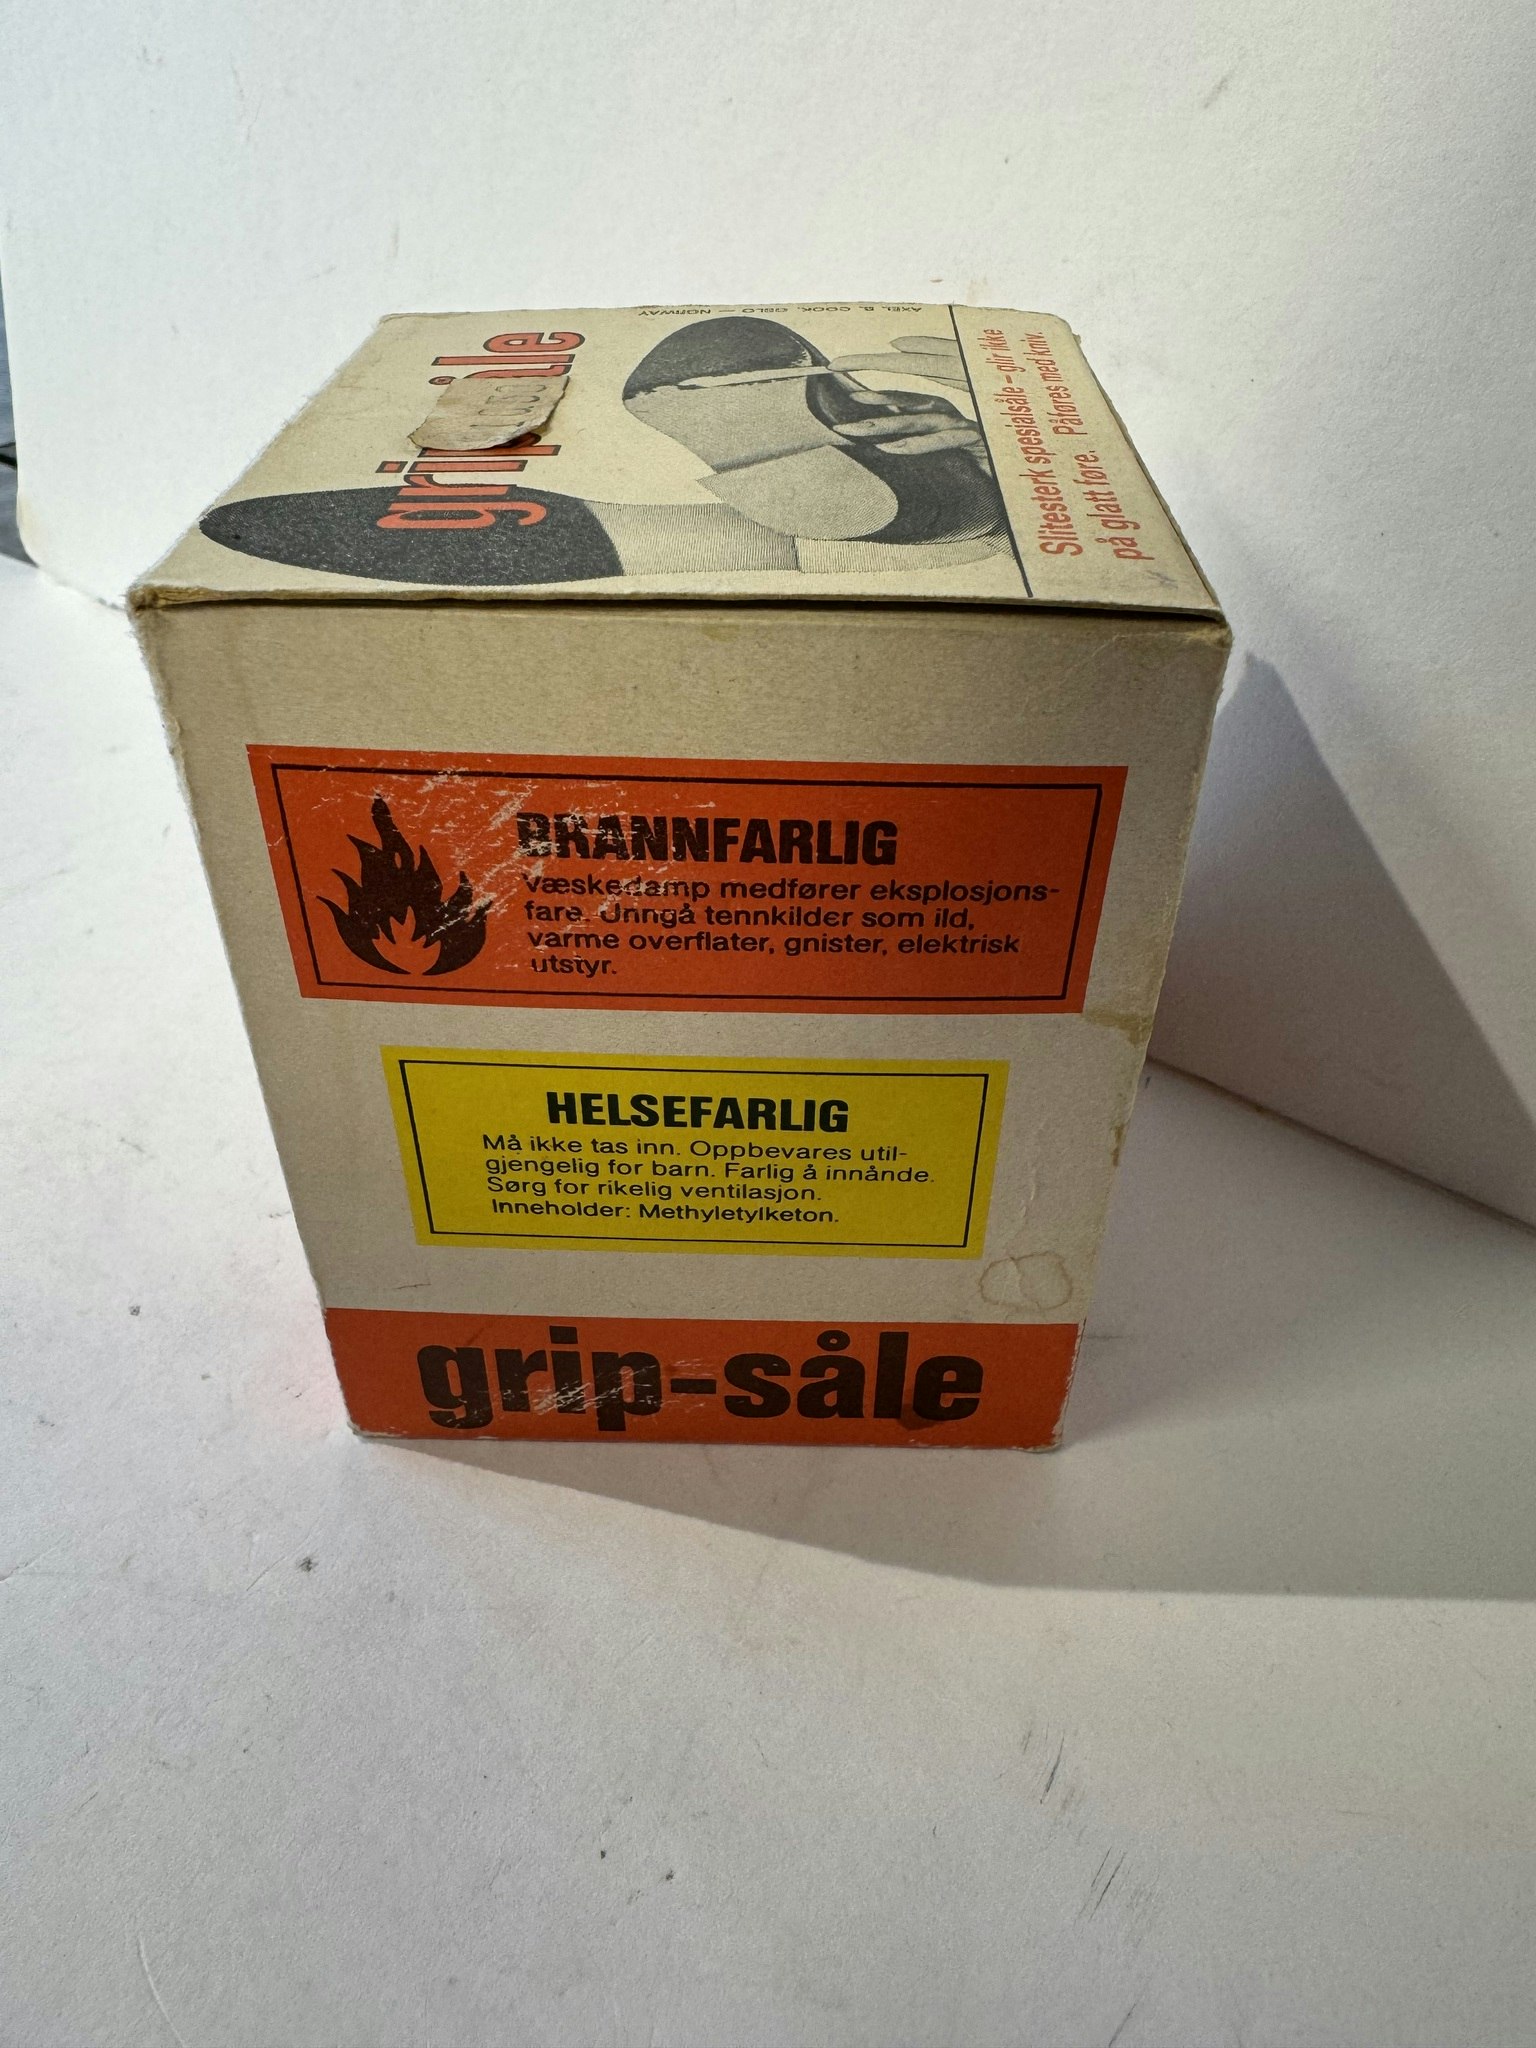 grip-såle
AXEL B. COOK, OSLO — NORWAY
Slitesterk spesialsåle – glir ikke
på glatt føre. Påføres med kniv.
BRANNFARLIG
Væskedamp medfører eksplosjons-
fare. Unngå tennkilder som ild,
varme overflater, gnister, elektrisk
utstyr.
HELSEFARLIG
Må ikke tas inn. Oppbevares util-
gjengelig for barn. Farlig å innånde.
Sørg for rikelig ventilasjon.
Inneholder: Methyletylketon.
grip-såle